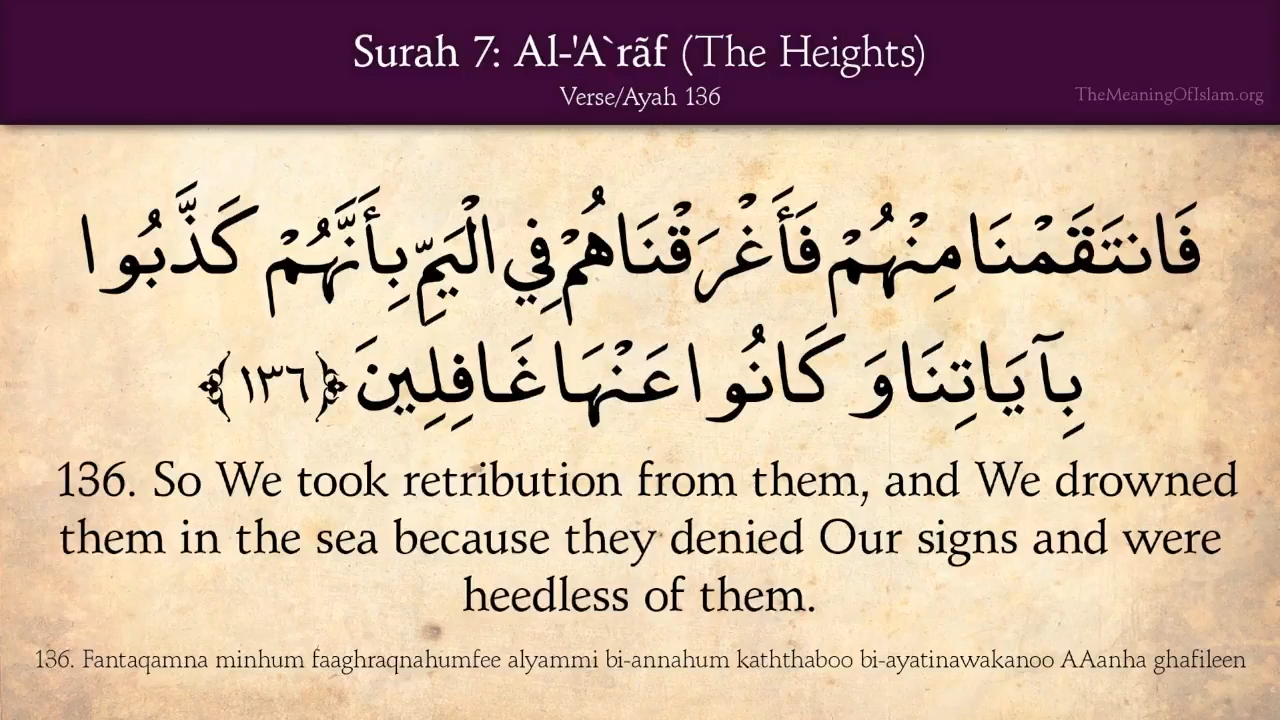 Surah 7: Al-'A`rãf (The Heights)
Verse/Ayah 136
TheMeaningOfIslam.org
فَانتَقَمْنَا مِنْهُمْ فَأَغْرَقْنَاهُمْ فِي الْيَمِّ بِأَنَّهُمْ كَذَّبُوا
بِآيَاتِنَا وَكَانُوا عَنْهَا غَافِلِينَ ﴿١٣٦﴾
136. So We took retribution from them, and We drowned
them in the sea because they denied Our signs and were
heedless of them.
136. Fantaqamna minhum faaghraqnahumfee alyammi bi-annahum kaththaboo bi-ayatinawakanoo AAanha ghafileen